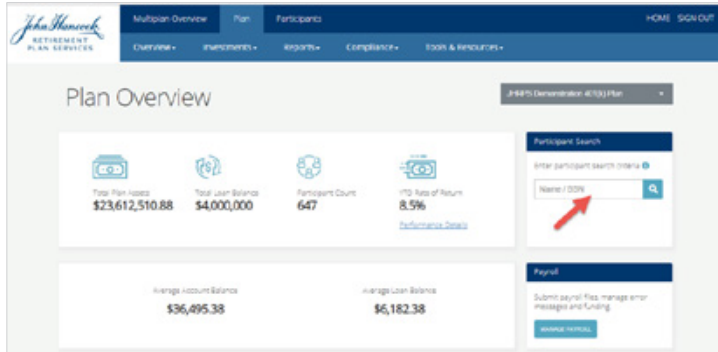 John Hancock
RETIREMENT
PLAN SERVICES
Multiplan Overview Plan Participants HOME SIGN OUT
Overview Investments Reports Compliance Tools & Resources
Plan Overview
JHRPS Demonstration 401(k) Plan
Total Plan Assets
$23,612,510.88
Total Loan Balance
$4,000,000
Participant Count
647
YTD Rate of Return
8.5%
Performance Details
Participant Search
Enter participant search criteria
Name / SSN
Average Account Balance
$36,495.38
Average Loan Balance
$6,182.38
Payroll
Submit payroll files, manage error
messages and funding.
MANAGE PAYROLL